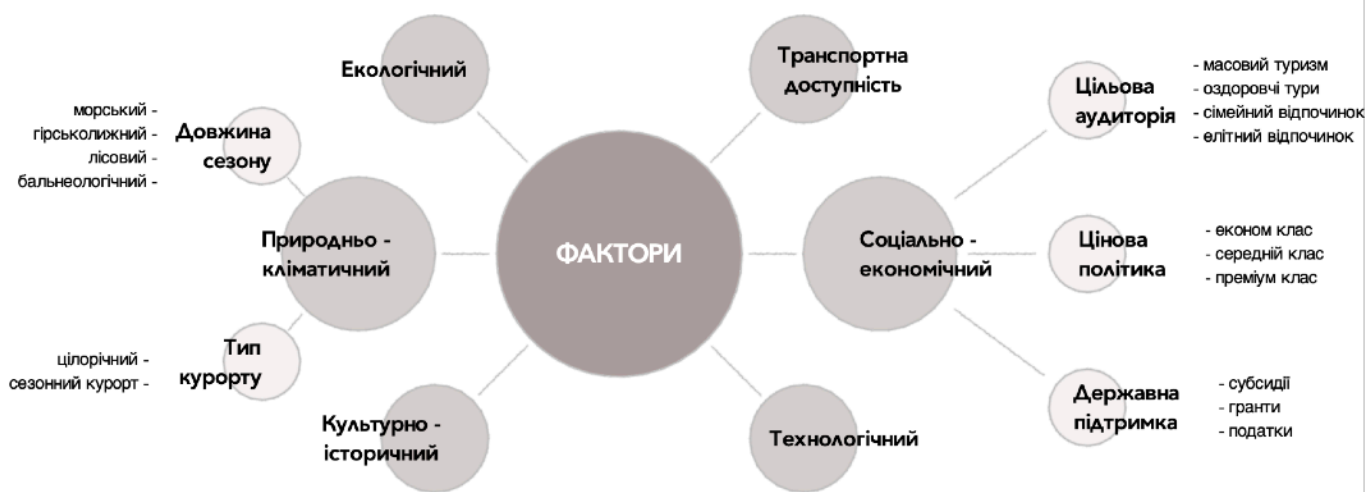 Екологічний
Транспортна
доступність
морський -
гірськолижний -
лісовий -
бальнеологічний -
Довжина
сезону
Цільова
аудиторія
- масовий туризм
- оздоровчі тури
- сімейний відпочинок
- елітний відпочинок
Природньо -
кліматичний
ФАКТОРИ
Соціально -
економічний
Цінова
політика
- економ клас
- середній клас
- преміум клас
цілорічний -
сезонний курорт -
Тип
курорту
Культурно -
історичний
Технологічний
Державна
підтримка
- субсидії
- гранти
- податки